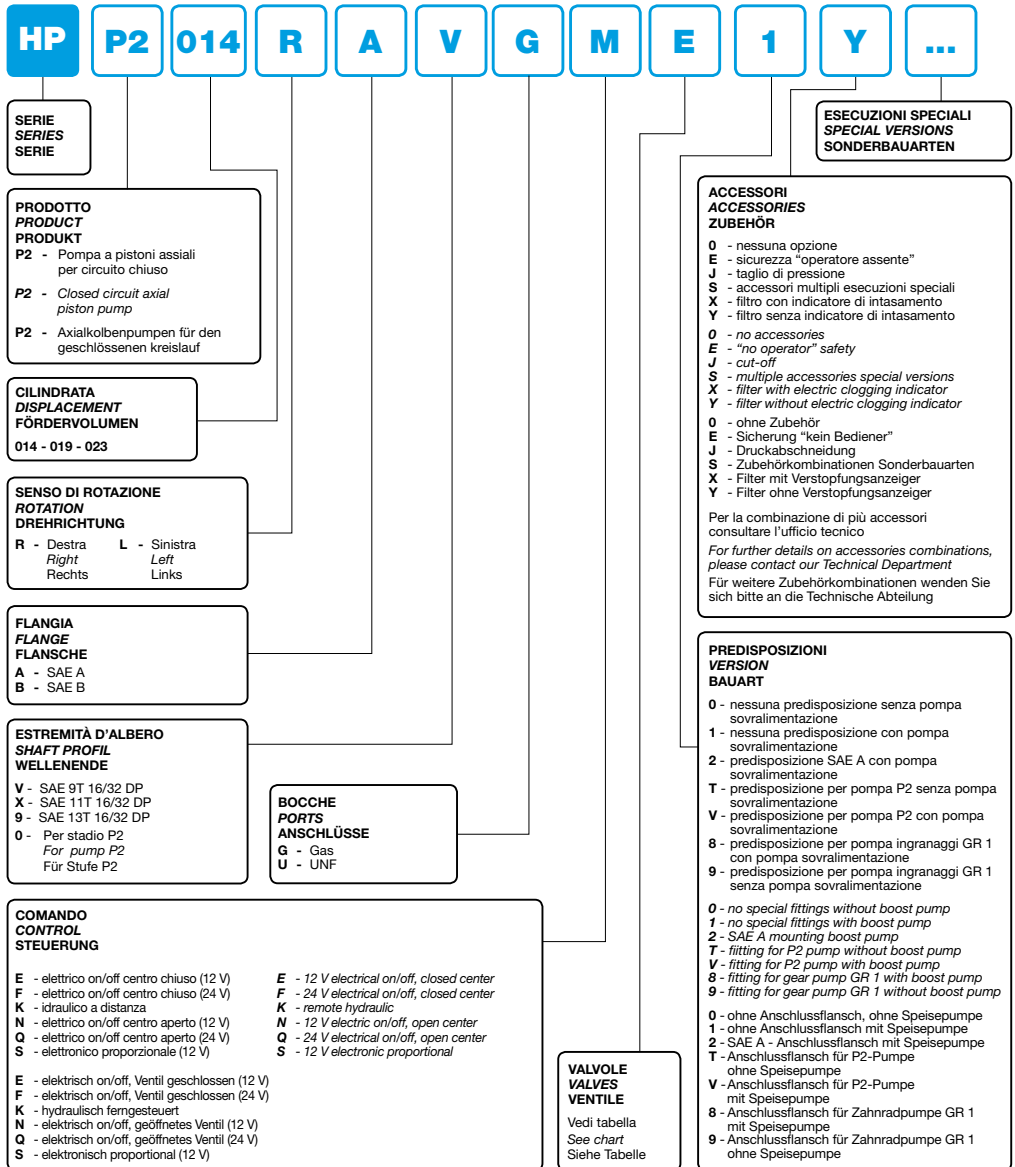 HP P2 014 R A V G M E 1 Y ...
SERIE
SERIES
SERIE
ESECUZIONI SPECIALI
SPECIAL VERSIONS
SONDERBAUARTEN
PRODOTTO
PRODUCT
PRODUKT
P2 - Pompa a pistoni assiali
per circuito chiuso
P2 - Closed circuit axial
piston pump
P2 - Axialkolbenpumpen für den
geschlössenen kreislauf
CILINDRATA
DISPLACEMENT
FÖRDERVOLUMEN
014 - 019 - 023
SENSO DI ROTAZIONE
ROTATION
DREHRICHTUNG
R - Destra L - Sinistra
Right Left
Rechts Links
FLANGIA
FLANGE
FLANSCHE
A - SAE A
B - SAE B
ESTREMITÀ D'ALBERO
SHAFT PROFIL
WELLENENDE
V - SAE 9T 16/32 DP
X - SAE 11T 16/32 DP
9 - SAE 13T 16/32 DP
0 - Per stadio P2
For pump P2
Für Stufe P2
BOCCHE
PORTS
ANSCHLÜSSE
G - Gas
U - UNF
COMANDO
CONTROL
STEUERUNG
E - elettrico on/off centro chiuso (12 V)
F - elettrico on/off centro chiuso (24 V)
K - idraulico a distanza
N - elettrico on/off centro aperto (12 V)
Q - elettrico on/off centro aperto (24 V)
S - elettronico proporzionale (12 V)
E - 12 V electrical on/off, closed center
F - 24 V electrical on/off, closed center
K - remote hydraulic
N - 12 V electric on/off, open center
Q - 24 V electrical on/off, open center
S - 12 V electronic proportional
E - elektrisch on/off, Ventil geschlossen (12 V)
F - elektrisch on/off, Ventil geschlossen (24 V)
K - hydraulisch ferngesteuert
N - elektrisch on/off, geöffnetes Ventil (12 V)
Q - elektrisch on/off, geöffnetes Ventil (24 V)
S - elektronisch proportional (12 V)
VALVOLE
VALVES
VENTILE
Vedi tabella
See chart
Siehe Tabelle
ACCESSORI
ACCESSORIES
ZUBEHÖR
0 - nessuna opzione
E - sicurezza "operatore assente"
J - taglio di pressione
S - accessori multipli esecuzioni speciali
X - filtro con indicatore di intasamento
Y - filtro senza indicatore di intasamento
0 - no accessories
E - "no operator" safety
J - cut-off
S - multiple accessories special versions
X - filter with electric clogging indicator
Y - filter without electric clogging indicator
0 - ohne Zubehör
E - Sicherung "kein Bediener"
J - Druckabschneidung
S - Zubehörkombinationen Sonderbauarten
X - Filter mit Verstopfungsanzeiger
Y - Filter ohne Verstopfungsanzeiger
Per la combinazione di più accessori
consultare l'ufficio tecnico
For further details on accessories combinations,
please contact our Technical Department
Für weitere Zubehörkombinationen wenden Sie
sich bitte an die Technische Abteilung
PREDISPOSIZIONI
VERSION
BAUART
0 - nessuna predisposizione senza pompa
sovralimentazione
1 - nessuna predisposizione con pompa
sovralimentazione
2 - predisposizione SAE A con pompa
sovralimentazione
T - predisposizione per pompa P2 senza pompa
sovralimentazione
V - predisposizione per pompa P2 con pompa
sovralimentazione
8 - predisposizione per pompa ingranaggi GR 1
con pompa sovralimentazione
9 - predisposizione per pompa ingranaggi GR 1
senza pompa sovralimentazione
0 - no special fittings without boost pump
1 - no special fittings with boost pump
2 - SAE A mounting boost pump
T - fiitting for P2 pump without boost pump
V - fitting for P2 pump with boost pump
8 - fitting for gear pump GR 1 with boost pump
9 - fitting for gear pump GR 1 without boost pump
0 - ohne Anschlussflansch, ohne Speisepumpe
1 - ohne Anschlussflansch mit Speisepumpe
2 - SAE A - Anschlussflansch mit Speisepumpe
T - Anschlussflansch für P2-Pumpe
ohne Speisepumpe
V - Anschlussflansch für P2-Pumpe
mit Speisepumpe
8 - Anschlussflansch für Zahnradpumpe GR 1
mit Speisepumpe
9 - Anschlussflansch für Zahnradpumpe GR 1
ohne Speisepumpe